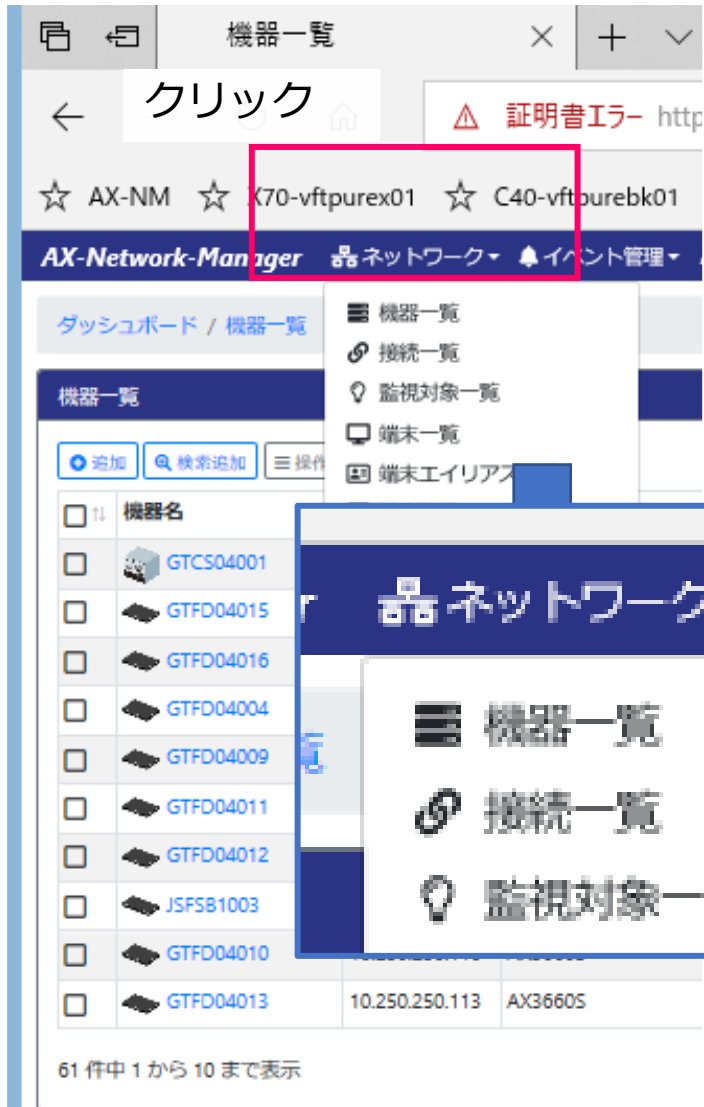 機器一覧
クリック
証明書エラー http
AX-NM X70-vftpurex01 C40-vftpurebk01
AX-Network-Manager ネットワーク イベント管理
ダッシュボード / 機器一覧
機器一覧
接続一覧
監視対象一覧
端末一覧
端末エイリアス
機器一覧
追加 検索追加 操作
機器名
GTCS04001
GTFD04015
GTFD04016
GTFD04004
GTFD04009
GTFD04011
GTFD04012
JSFSB1003
GTFD04010
GTFD04013 10.250.250.113 AX3660S
61 件中 1 から 10 まで表示
r ネットワーク
機器一覧
覧
接続一覧
監視対象一